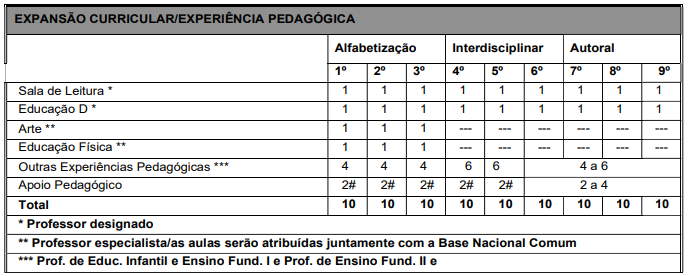 EXPANSÃO CURRICULAR/EXPERIÊNCIA PEDAGÓGICA
Alfabetização Interdisciplinar Autoral
1º 2º 3º 4º 5º 6º 7º 8º 9º
Sala de Leitura * 1 1 1 1 1 1 1 1 1
Educação D * 1 1 1 1 1 1 1 1 1
Arte ** 1 1 1 --- --- --- --- --- ---
Educação Física ** 1 1 1 --- --- --- --- --- ---
Outras Experiências Pedagógicas *** 4 4 4 6 6 4 a 6
Apoio Pedagógico 2# 2# 2# 2# 2# 2 a 4
Total 10 10 10 10 10 10 10 10 10
* Professor designado
** Professor especialista/as aulas serão atribuídas juntamente com a Base Nacional Comum
*** Prof. de Educ. Infantil e Ensino Fund. I e Prof. de Ensino Fund. II e